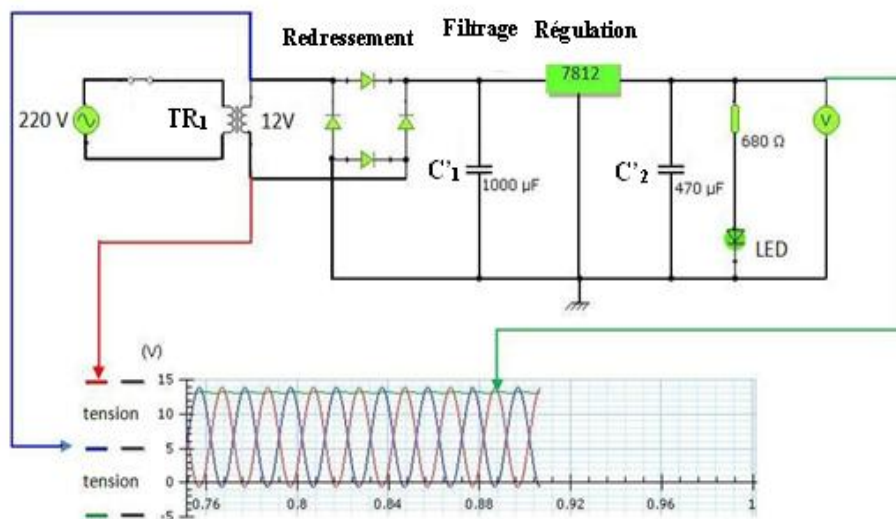 Redressement Filtrage Régulation
7812
220 V TR1 12V
C'1 1000 µF
C'2 470 µF
680 Ω
V
LED
(V)
15
tension
10
5
tension
0
-5
0.76 0.8 0.84 0.88 0.92 0.96 1